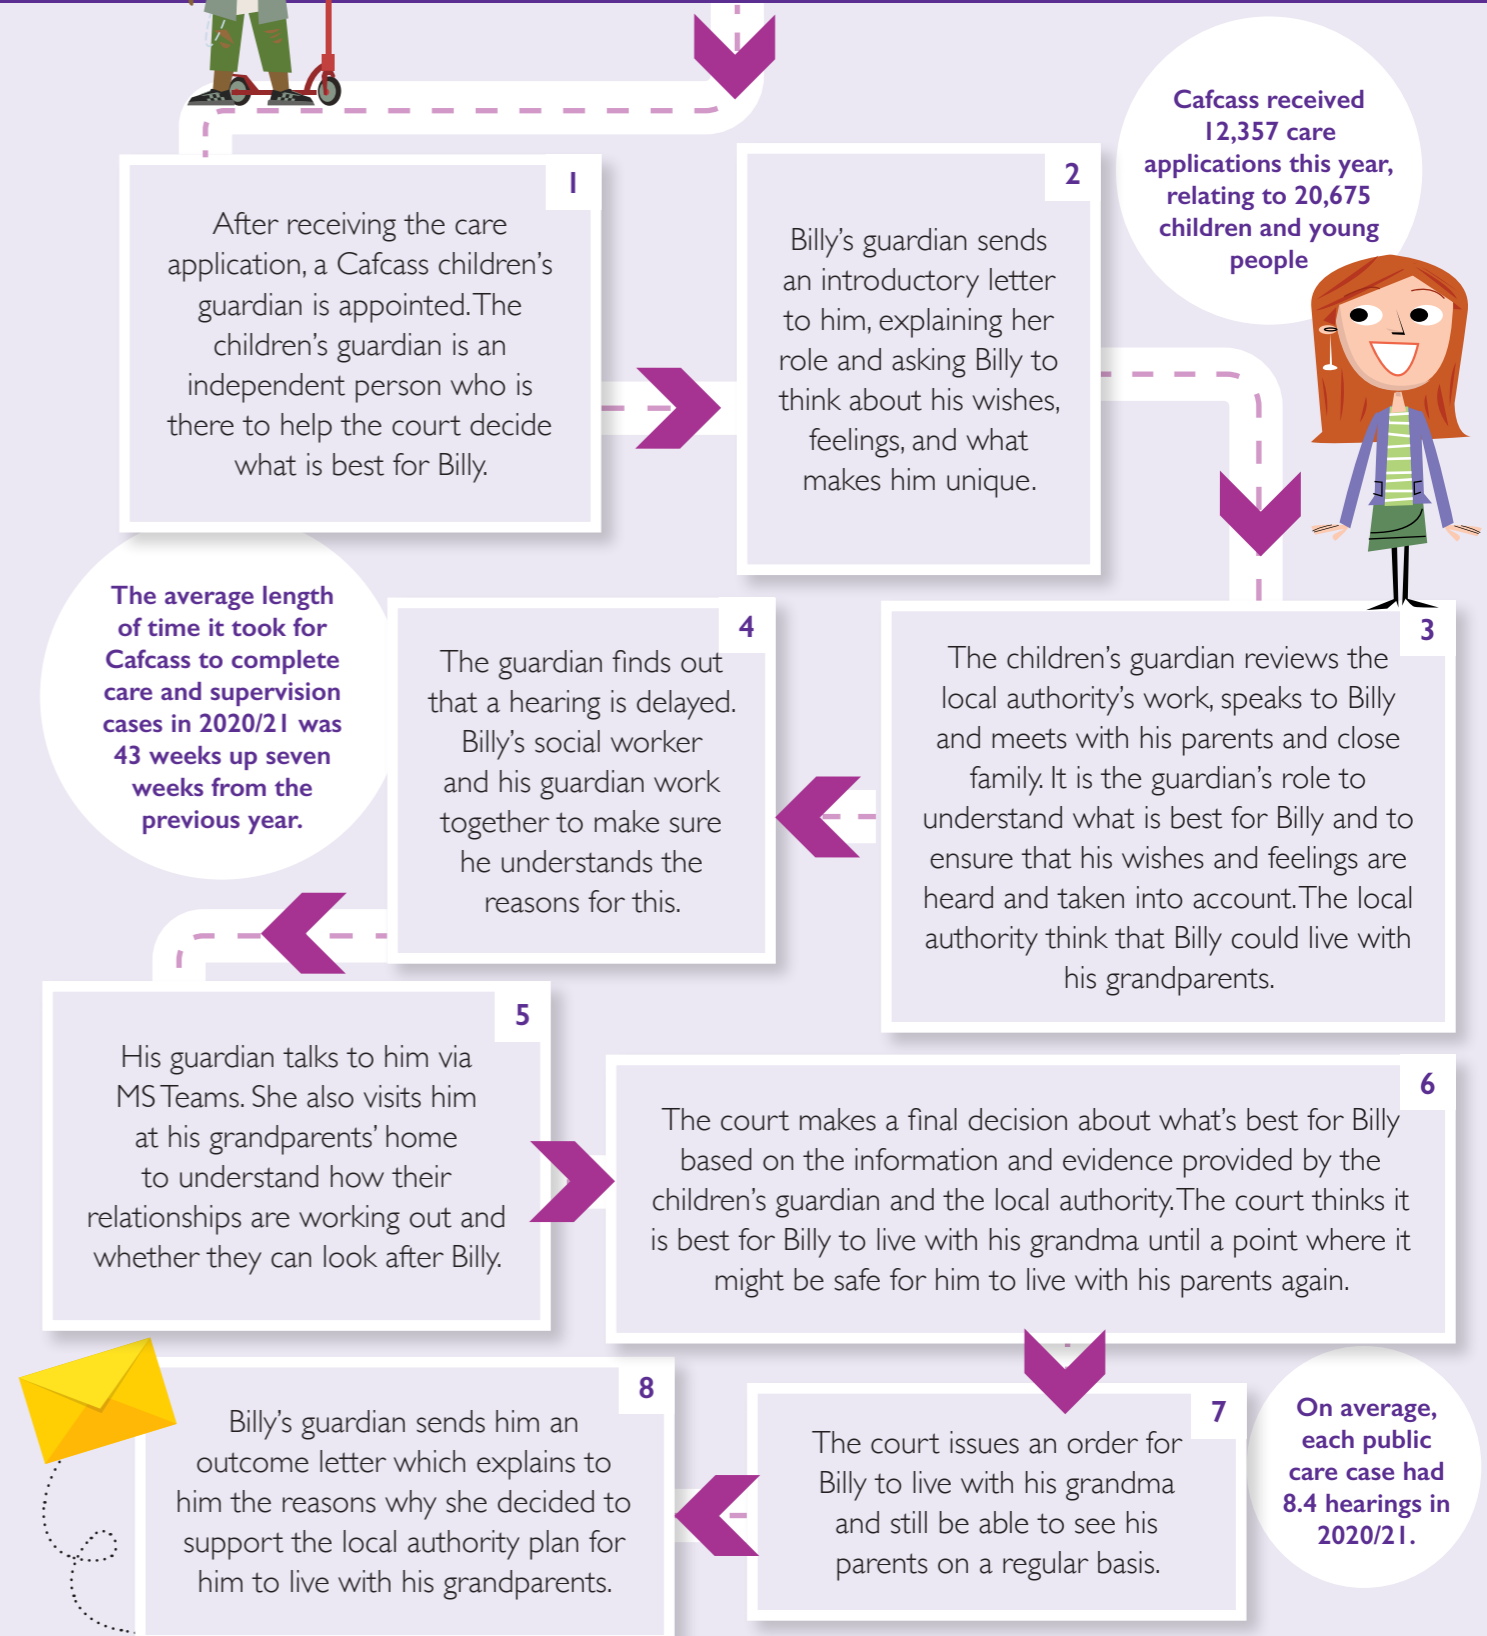 Cafcass received
12,357 care
applications this year,
relating to 20,675
children and young
people
1
After receiving the care
application, a Cafcass children's
guardian is appointed. The
children's guardian is an
independent person who is
there to help the court decide
what is best for Billy.
2
Billy's guardian sends
an introductory letter
to him, explaining her
role and asking Billy to
think about his wishes,
feelings, and what
makes him unique.
3
The children's guardian reviews the
local authority's work, speaks to Billy
and meets with his parents and close
family. It is the guardian's role to
understand what is best for Billy and to
ensure that his wishes and feelings are
heard and taken into account. The local
authority think that Billy could live with
his grandparents.
The average length
of time it took for
Cafcass to complete
care and supervision
cases in 2020/21 was
43 weeks up seven
weeks from the
previous year.
4
The guardian finds out
that a hearing is delayed.
Billy's social worker
and his guardian work
together to make sure
he understands the
reasons for this.
5
His guardian talks to him via
MS Teams. She also visits him
at his grandparents' home
to understand how their
relationships are working out and
whether they can look after Billy.
6
The court makes a final decision about what's best for Billy
based on the information and evidence provided by the
children's guardian and the local authority. The court thinks it
is best for Billy to live with his grandma until a point where it
might be safe for him to live with his parents again.
7
The court issues an order for
Billy to live with his grandma
and still be able to see his
parents on a regular basis.
On average,
each public
care case had
8.4 hearings in
2020/21.
8
Billy's guardian sends him an
outcome letter which explains to
him the reasons why she decided to
support the local authority plan for
him to live with his grandparents.